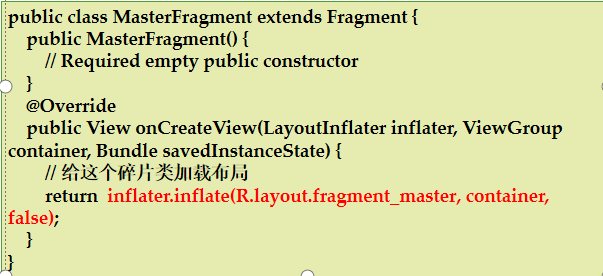 public class MasterFragment extends Fragment {
public MasterFragment() {
// Required empty public constructor
}
@Override
public View onCreateView(LayoutInflater inflater, ViewGroup
container, Bundle savedInstanceState) {
// 给这个碎片类加载布局
return inflater.inflate(R.layout.fragment_master, container,
false);
}
}